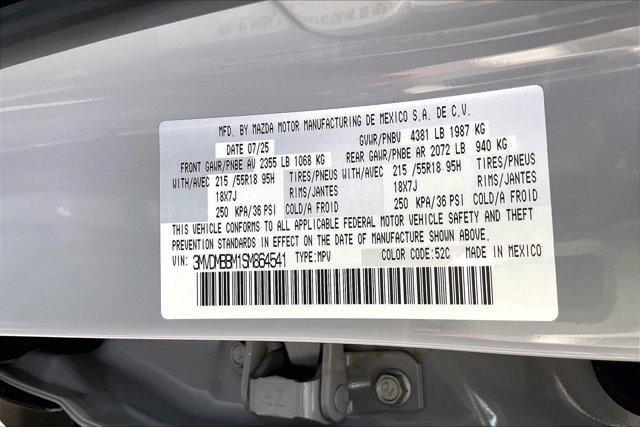 MFD. BY MAZDA MOTOR MANUFACTURING DE MEXICO S.A. DE C.V.
DATE 07/25 GVWR/PNBV 4381 LB 1987 KG
FRONT GAWR/PNBE AV 2355 LB 1068 KG REAR GAWR/PNBE AR 2072 LB 940 KG
WITH/AVEC 215 /55R18 95H TIRES/PNEUS WITH/AVEC 215 /55R18 95H TIRES/PNEUS
18X7J RIMS/JANTES 18X7J RIMS/JANTES
250 KPA/36 PSI COLD/A FROID 250 KPA/36 PSI COLD/A FROID
THIS VEHICLE CONFORMS TO ALL APPLICABLE FEDERAL MOTOR VEHICLE SAFETY AND THEFT
PREVENTION STANDARDS IN EFFECT ON THE DATE OF MANUFACTURE SHOWN ABOVE.
VIN: 3MVDMBBM1SM864541 TYPE:MPV COLOR CODE:52C MADE IN MEXICO